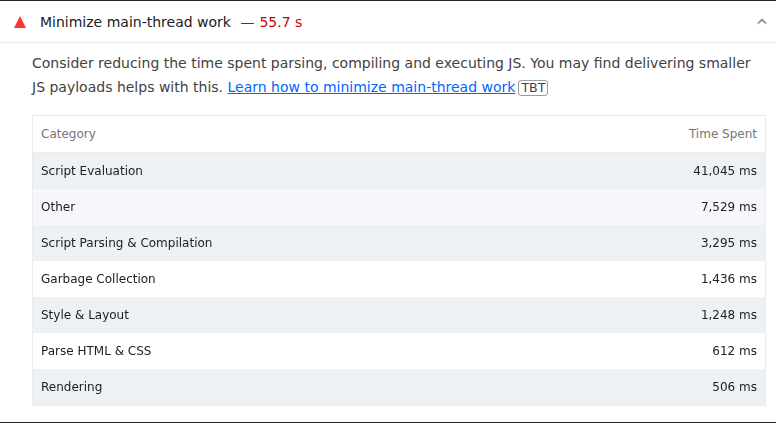 Minimize main-thread work — 55.7 s
Consider reducing the time spent parsing, compiling and executing JS. You may find delivering smaller
JS payloads helps with this. Learn how to minimize main-thread work TBT
Category Time Spent
Script Evaluation 41,045 ms
Other 7,529 ms
Script Parsing & Compilation 3,295 ms
Garbage Collection 1,436 ms
Style & Layout 1,248 ms
Parse HTML & CSS 612 ms
Rendering 506 ms